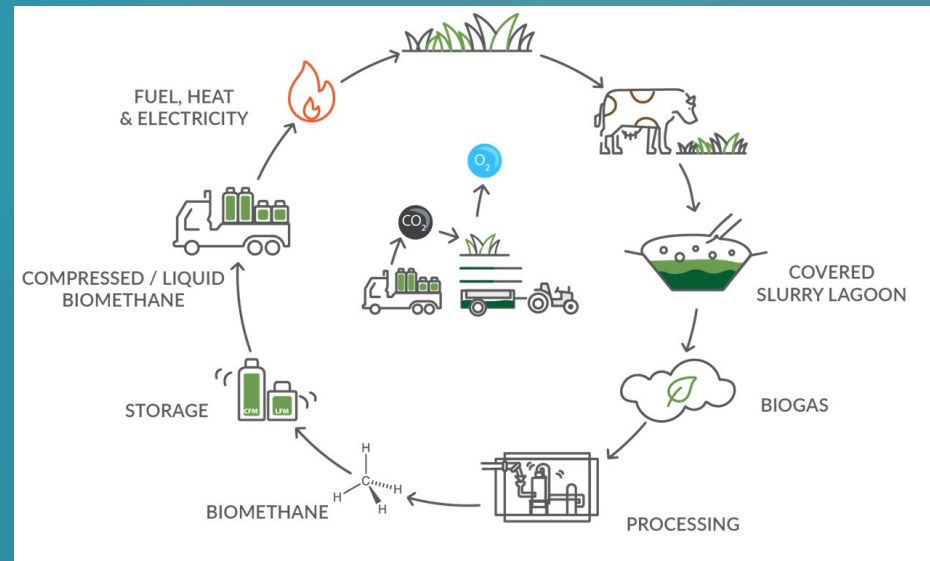 FUEL, HEAT
& ELECTRICITY
O₂
CO₂
COMPRESSED / LIQUID
BIOMETHANE
COVERED
SLURRY LAGOON
STORAGE
CFM
LFM
BIOGAS
H
C
H
H
H
BIOMETHANE
PROCESSING